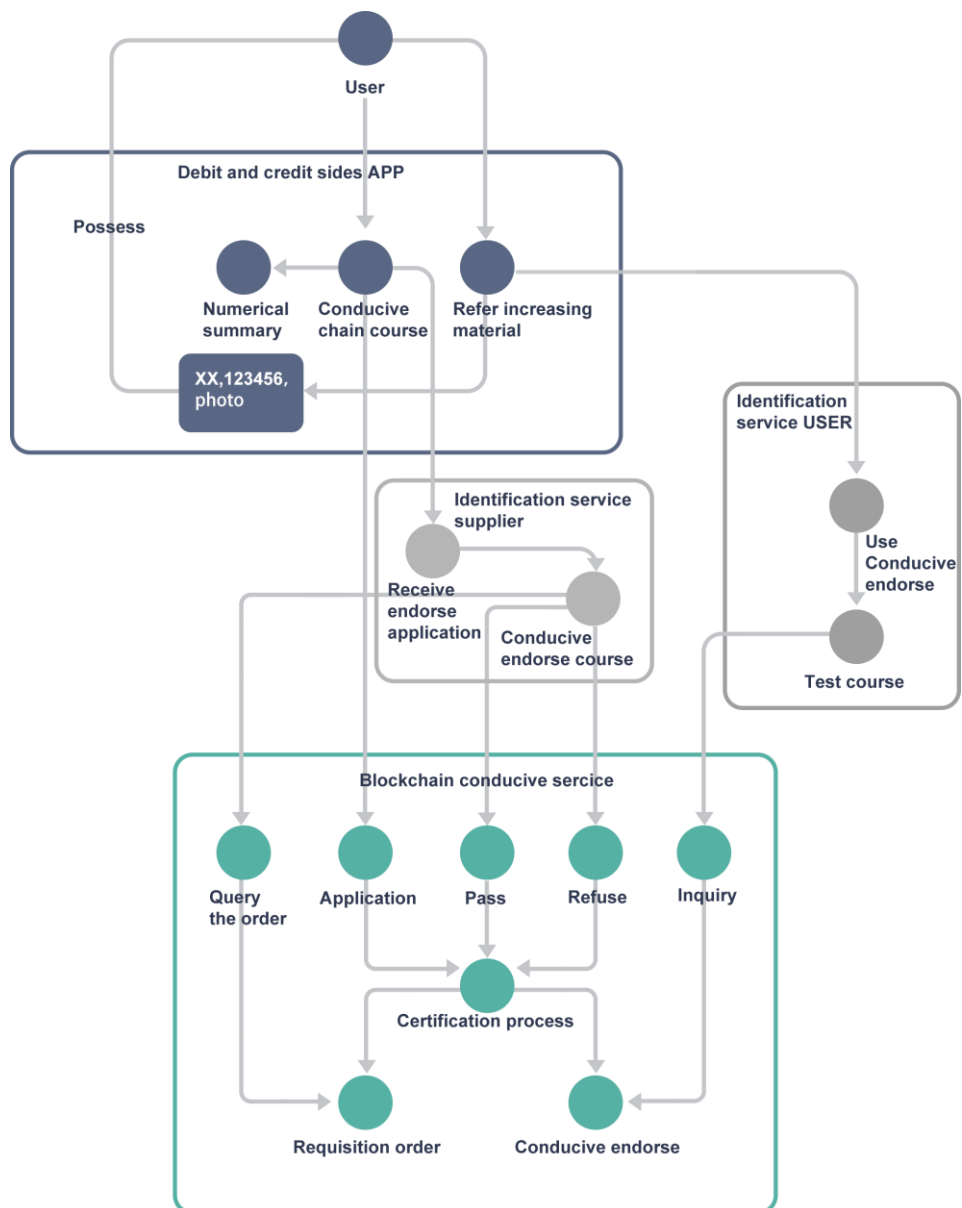 User
Debit and credit sides APP
Possess
Numerical
summary
Conducive
chain course
Refer increasing
material
XX,123456,
photo
Identification
service USER
Identification service
supplier
Use
Conducive
endorse
Receive
endorse
application
Conducive
endorse course
Test course
Blockchain conducive sercice
Query
the order
Application
Pass
Refuse
Inquiry
Certification process
Requisition order
Conducive endorse